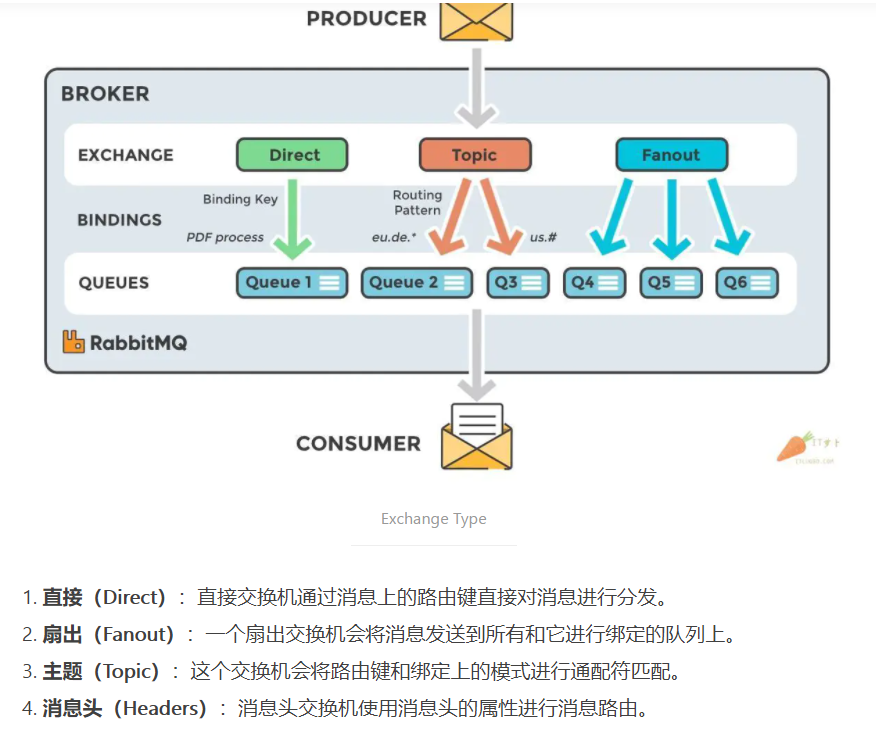 PRODUCER
BROKER
EXCHANGE
Direct
Topic
Fanout
Binding Key
Routing
Pattern
BINDINGS
PDF process
eu.de.*
us.#
QUEUES
Queue 1
Queue 2
Q3
Q4
Q5
Q6
RabbitMQ
CONSUMER
Exchange Type
1. 直接（Direct）：直接交换机通过消息上的路由键直接对消息进行分发。
2. 扇出（Fanout）：一个扇出交换机会将消息发送到所有和它进行绑定的队列上。
3. 主题（Topic）：这个交换机会将路由键和绑定上的模式进行通配符匹配。
4. 消息头（Headers）：消息头交换机使用消息头的属性进行消息路由。